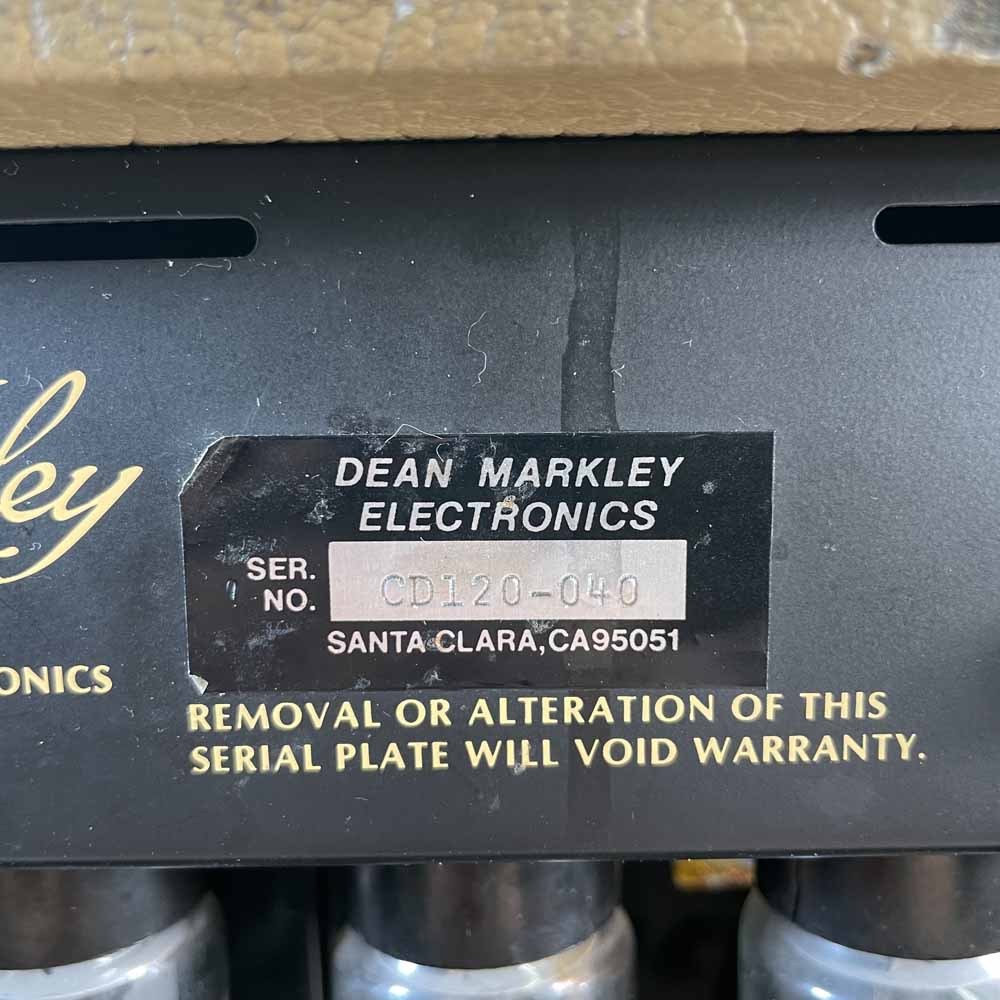 ley
ONICS
DEAN MARKLEY
ELECTRONICS
SER.
NO.
CD120-040
SANTA CLARA,CA95051
REMOVAL OR ALTERATION OF THIS
SERIAL PLATE WILL VOID WARRANTY.